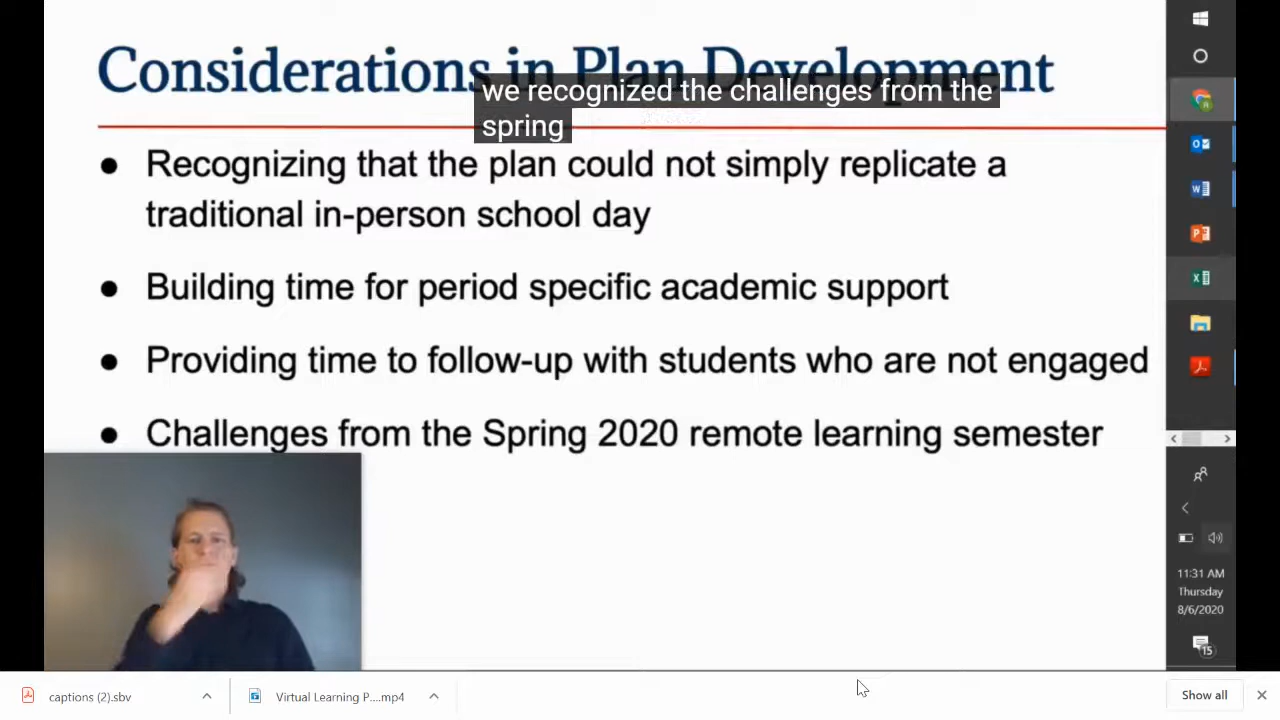 Considerations in Plan Development
we recognized the challenges from the
spring
● Recognizing that the plan could not simply replicate a
traditional in-person school day
● Building time for period specific academic support
● Providing time to follow-up with students who are not engaged
● Challenges from the Spring 2020 remote learning semester
11:31 AM
Thursday
8/6/2020
15
captions (2).sbv
Virtual Learning P....mp4
Show all